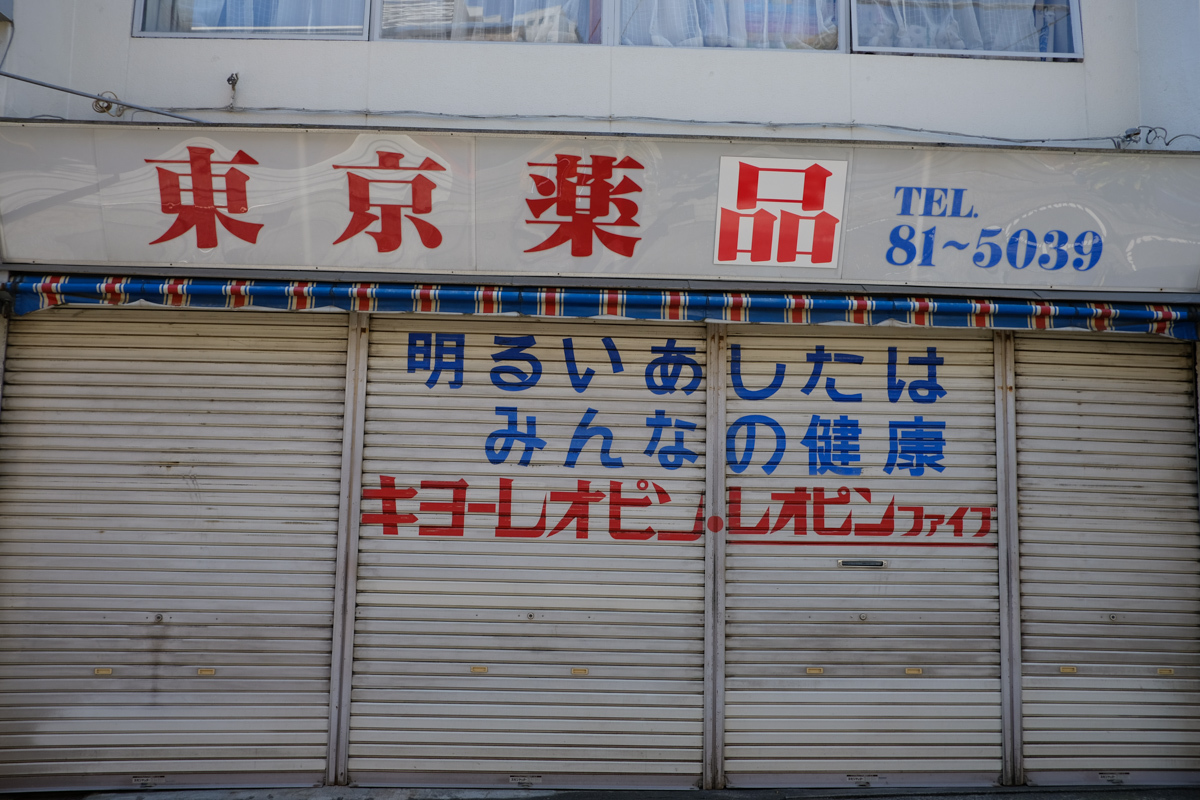 東京薬品
TEL.
81~5039
明るいあしたは
みんなの健康
キヨーレオピン・レオピンファイブ